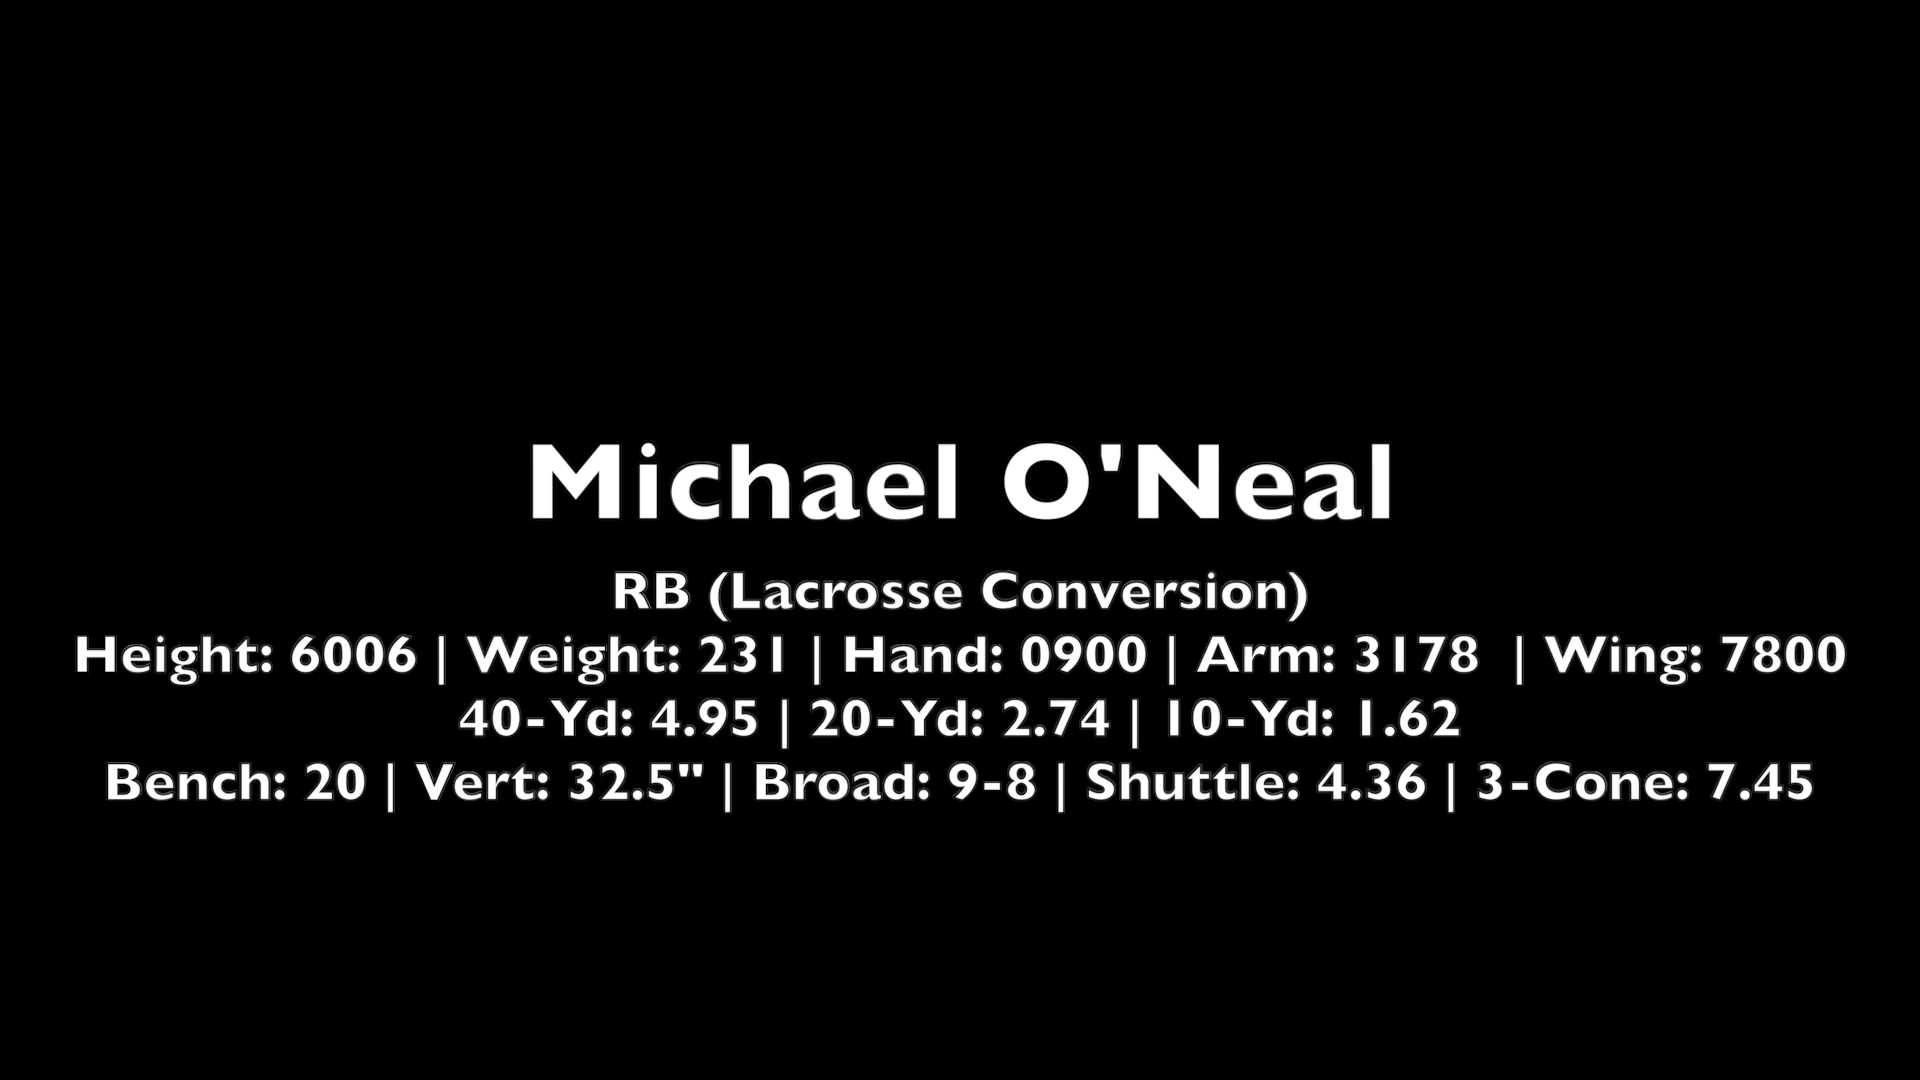 Michael O'Neal
RB (Lacrosse Conversion)
Height: 6006 | Weight: 231 | Hand: 0900 | Arm: 3178 | Wing: 7800
40-Yd: 4.95 | 20-Yd: 2.74 | 10-Yd: 1.62
Bench: 20 | Vert: 32.5" | Broad: 9-8 | Shuttle: 4.36 | 3-Cone: 7.45